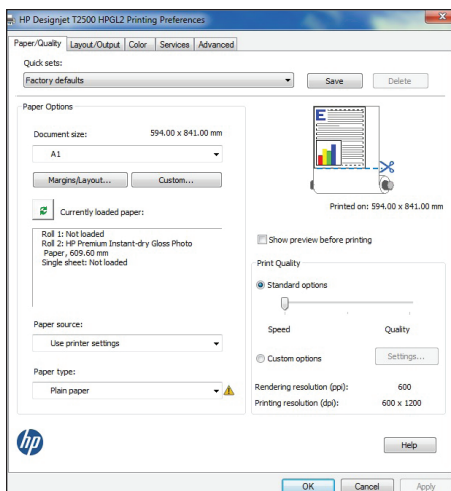 HP Designjet T2500 HPGL2 Printing Preferences
Paper/Quality Layout/Output Color Services Advanced
Quick sets:
Factory defaults
Save Delete
Paper Options
Document size: 594.00 x 841.00 mm
A1
Margins/Layout... Custom...
Currently loaded paper:
Roll 1: Not loaded
Roll 2: HP Premium Instant-dry Gloss Photo
Paper, 609.60 mm
Single sheet: Not loaded
Paper source:
Use printer settings
Paper type:
Plain paper
E
Printed on: 594.00 x 841.00 mm
Show preview before printing
Print Quality
Standard options
Speed Quality
Custom options Settings...
Rendering resolution (ppi): 600
Printing resolution (dpi): 600 x 1200
hp
Help
OK Cancel Apply